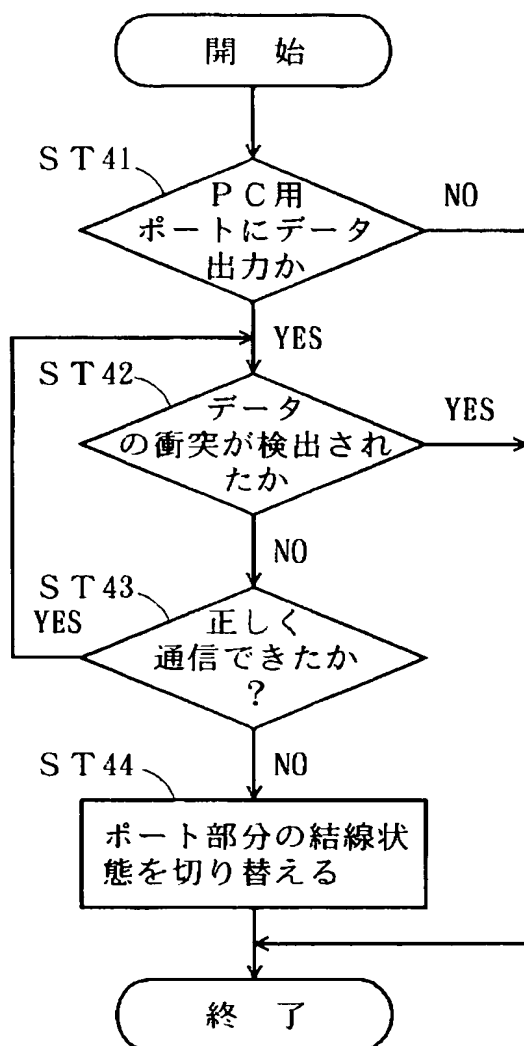 開 始
ST41
PC用
ポートにデータ
出力か
NO
YES
ST42
データ
の衝突が検出され
たか
YES
NO
ST43
YES
正しく
通信できたか
?
NO
ST44
ポート部分の結線状
態を切り替える
終 了